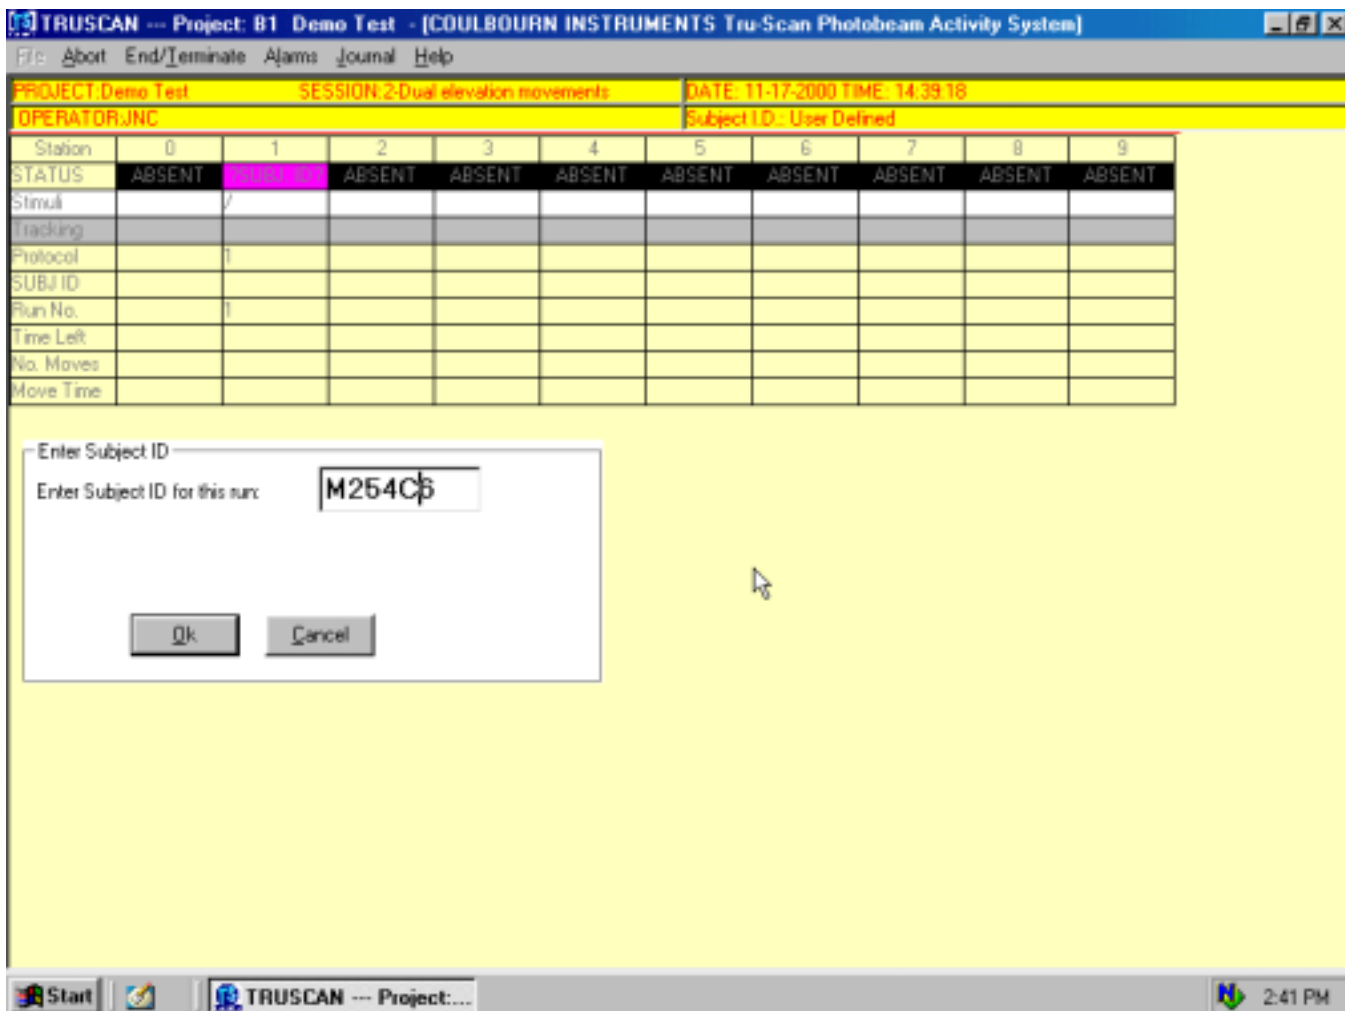 TRUSCAN --- Project: B1 Demo Test - [COULBOURN INSTRUMENTS Tru-Scan Photobeam Activity System]
File Abort End/Terminate Alarms Journal Help
PROJECT:Demo Test SESSION:2-Dual elevation movements DATE: 11-17-2000 TIME: 14:39:18
OPERATOR:JNC Subject I.D.: User Defined
Station 0 1 2 3 4 5 6 7 8 9
STATUS ABSENT ?SUBJ. ID? ABSENT ABSENT ABSENT ABSENT ABSENT ABSENT ABSENT ABSENT
Stimuli /
Tracking
Protocol 1
SUBJ ID
Run No. 1
Time Left
No. Moves
Move Time
Enter Subject ID
Enter Subject ID for this run: M254C6
Ok Cancel
Start TRUSCAN --- Project:... 2:41 PM